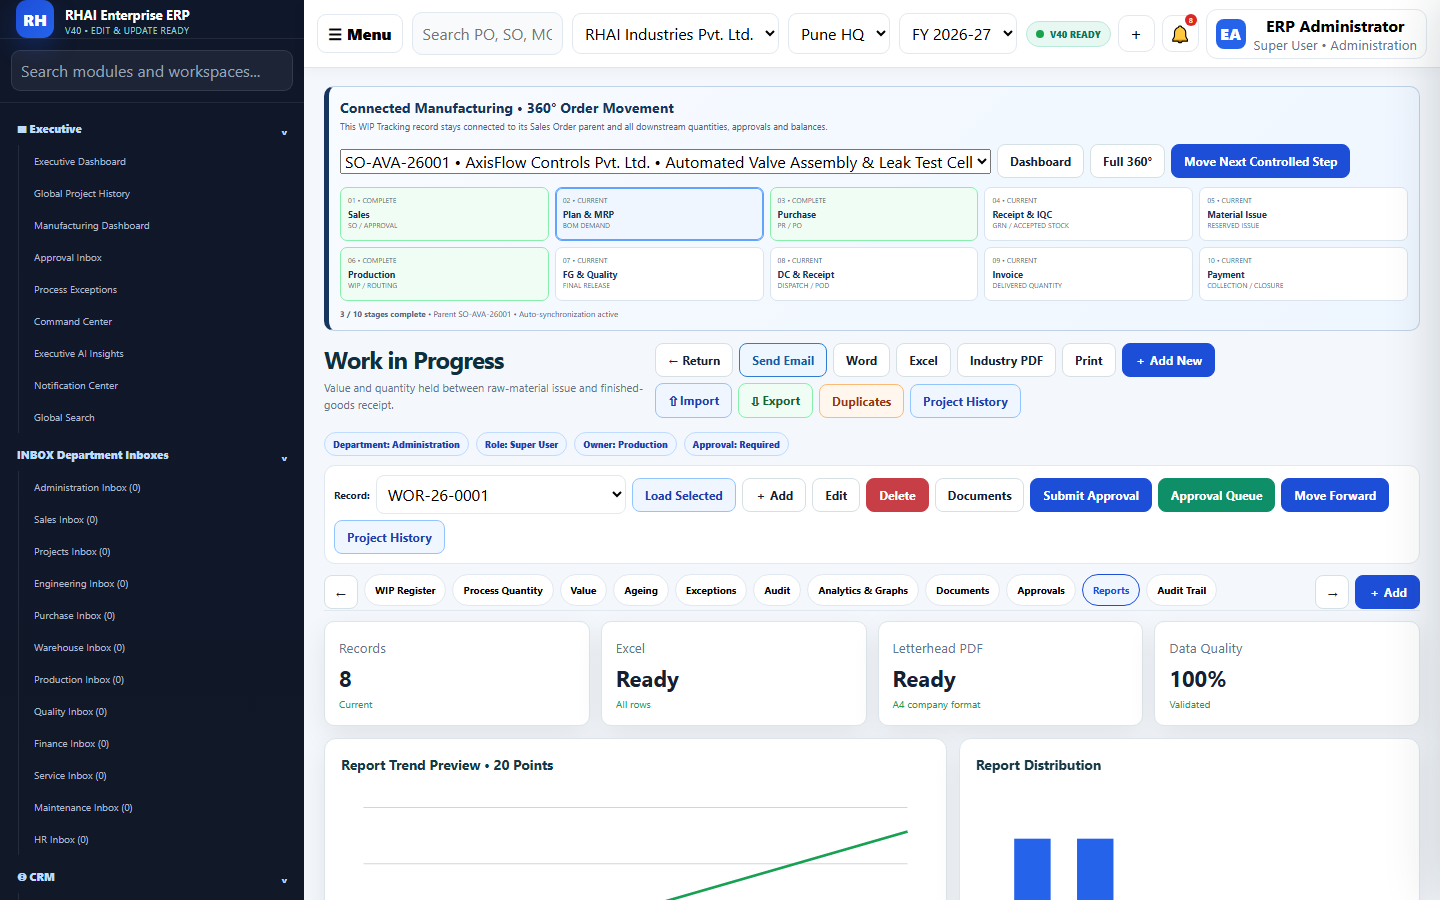 RH
RHAI Enterprise ERP
V40 • EDIT & UPDATE READY
Search modules and workspaces...
Executive
Executive Dashboard
Global Project History
Manufacturing Dashboard
Approval Inbox
Process Exceptions
Command Center
Executive AI Insights
Notification Center
Global Search
INBOX Department Inboxes
Administration Inbox (0)
Sales Inbox (0)
Projects Inbox (0)
Engineering Inbox (0)
Purchase Inbox (0)
Warehouse Inbox (0)
Production Inbox (0)
Quality Inbox (0)
Finance Inbox (0)
Service Inbox (0)
Maintenance Inbox (0)
HR Inbox (0)
CRM
☰ Menu
Search PO, SO, MC
RHAI Industries Pvt. Ltd.
Pune HQ
FY 2026-27
V40 READY
+
8
EA
ERP Administrator
Super User • Administration
Connected Manufacturing • 360° Order Movement
This WIP Tracking record stays connected to its Sales Order parent and all downstream quantities, approvals and balances.
SO-AVA-26001 • AxisFlow Controls Pvt. Ltd. • Automated Valve Assembly & Leak Test Cell
Dashboard
Full 360°
Move Next Controlled Step
01 • COMPLETE
Sales
SO / APPROVAL
02 • CURRENT
Plan & MRP
BOM DEMAND
03 • COMPLETE
Purchase
PR / PO
04 • CURRENT
Receipt & IQC
GRN / ACCEPTED STOCK
05 • CURRENT
Material Issue
RESERVED ISSUE
06 • COMPLETE
Production
WIP / ROUTING
07 • CURRENT
FG & Quality
FINAL RELEASE
08 • CURRENT
DC & Receipt
DISPATCH / POD
09 • CURRENT
Invoice
DELIVERED QUANTITY
10 • CURRENT
Payment
COLLECTION / CLOSURE
3 / 10 stages complete • Parent SO-AVA-26001 • Auto-synchronization active
Work in Progress
Value and quantity held between raw-material issue and finished-
goods receipt.
← Return
Send Email
Word
Excel
Industry PDF
Print
+ Add New
⇧ Import
⇩ Export
Duplicates
Project History
Department: Administration
Role: Super User
Owner: Production
Approval: Required
Record:
WOR-26-0001
Load Selected
+ Add
Edit
Delete
Documents
Submit Approval
Approval Queue
Move Forward
Project History
←
WIP Register
Process Quantity
Value
Ageing
Exceptions
Audit
Analytics & Graphs
Documents
Approvals
Reports
Audit Trail
→
+ Add
Records
8
Current
Excel
Ready
All rows
Letterhead PDF
Ready
A4 company format
Data Quality
100%
Validated
Report Trend Preview • 20 Points
Report Distribution